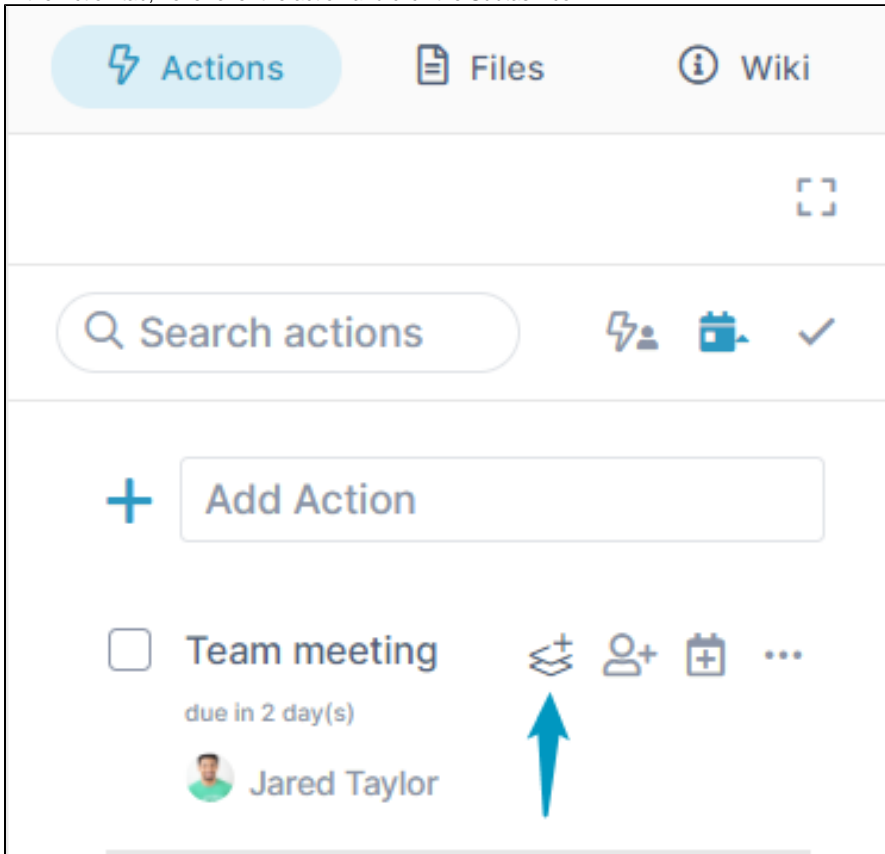 Actions Files Wiki
Search actions
Add Action
Team meeting
due in 2 day(s)
Jared Taylor